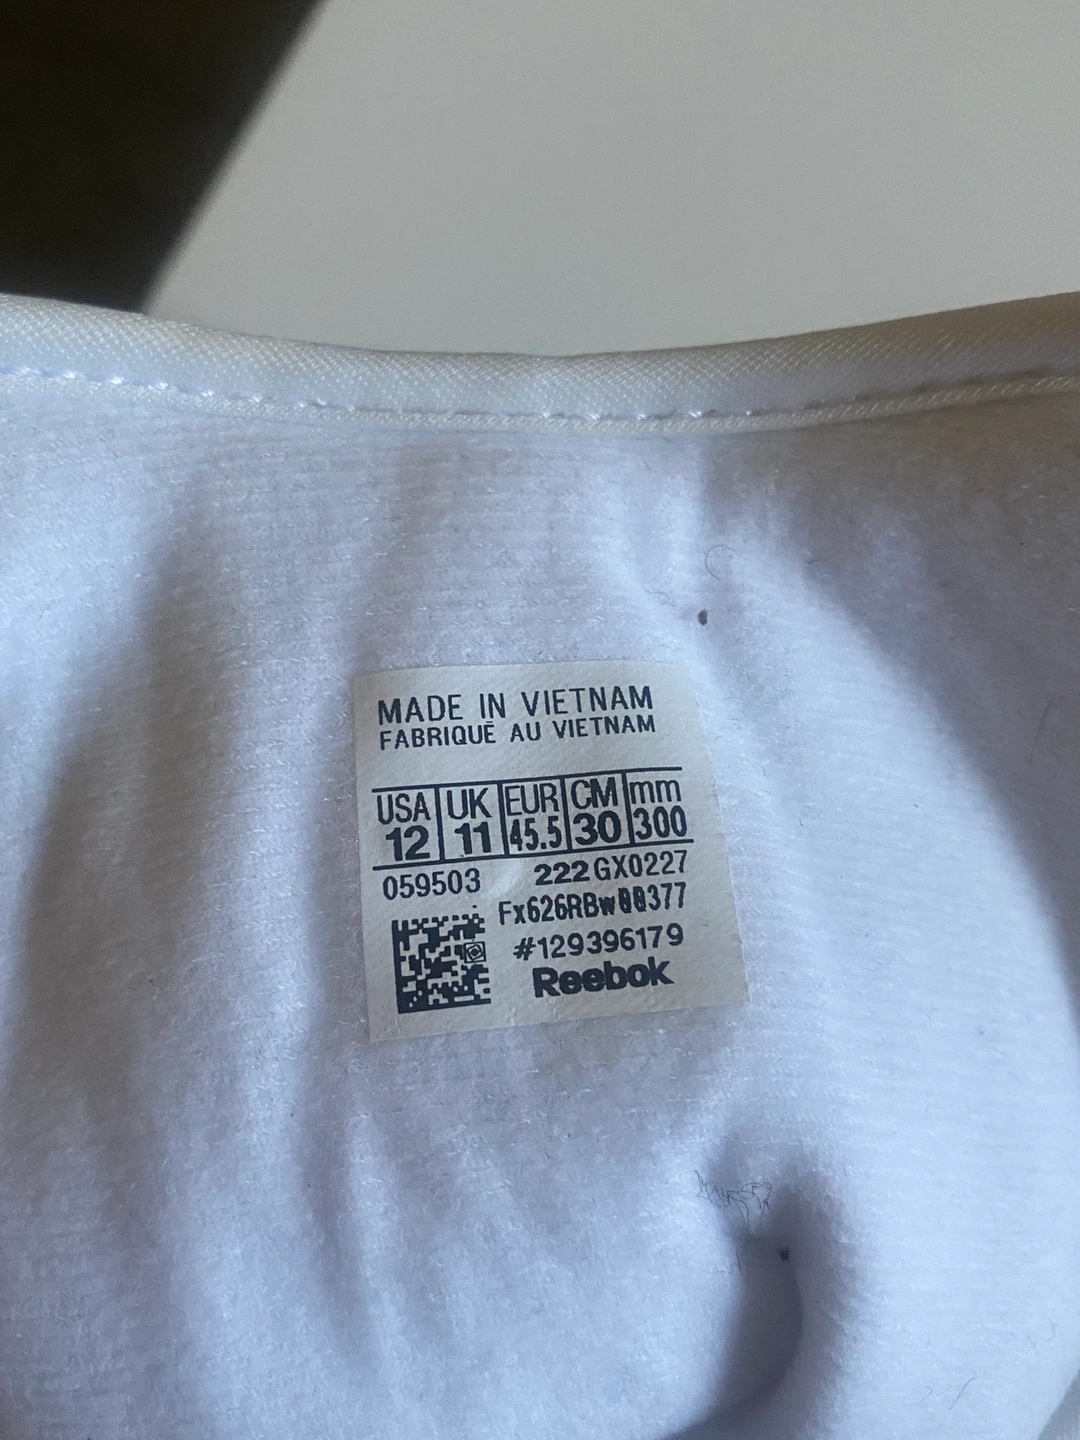 MADE IN VIETNAM
FABRIQUÉ AU VIETNAM
USA UK EUR CM mm
12 11 45.5 30 300
059503 222 GX0227
Fx626RBw00377
#129396179
Reebok